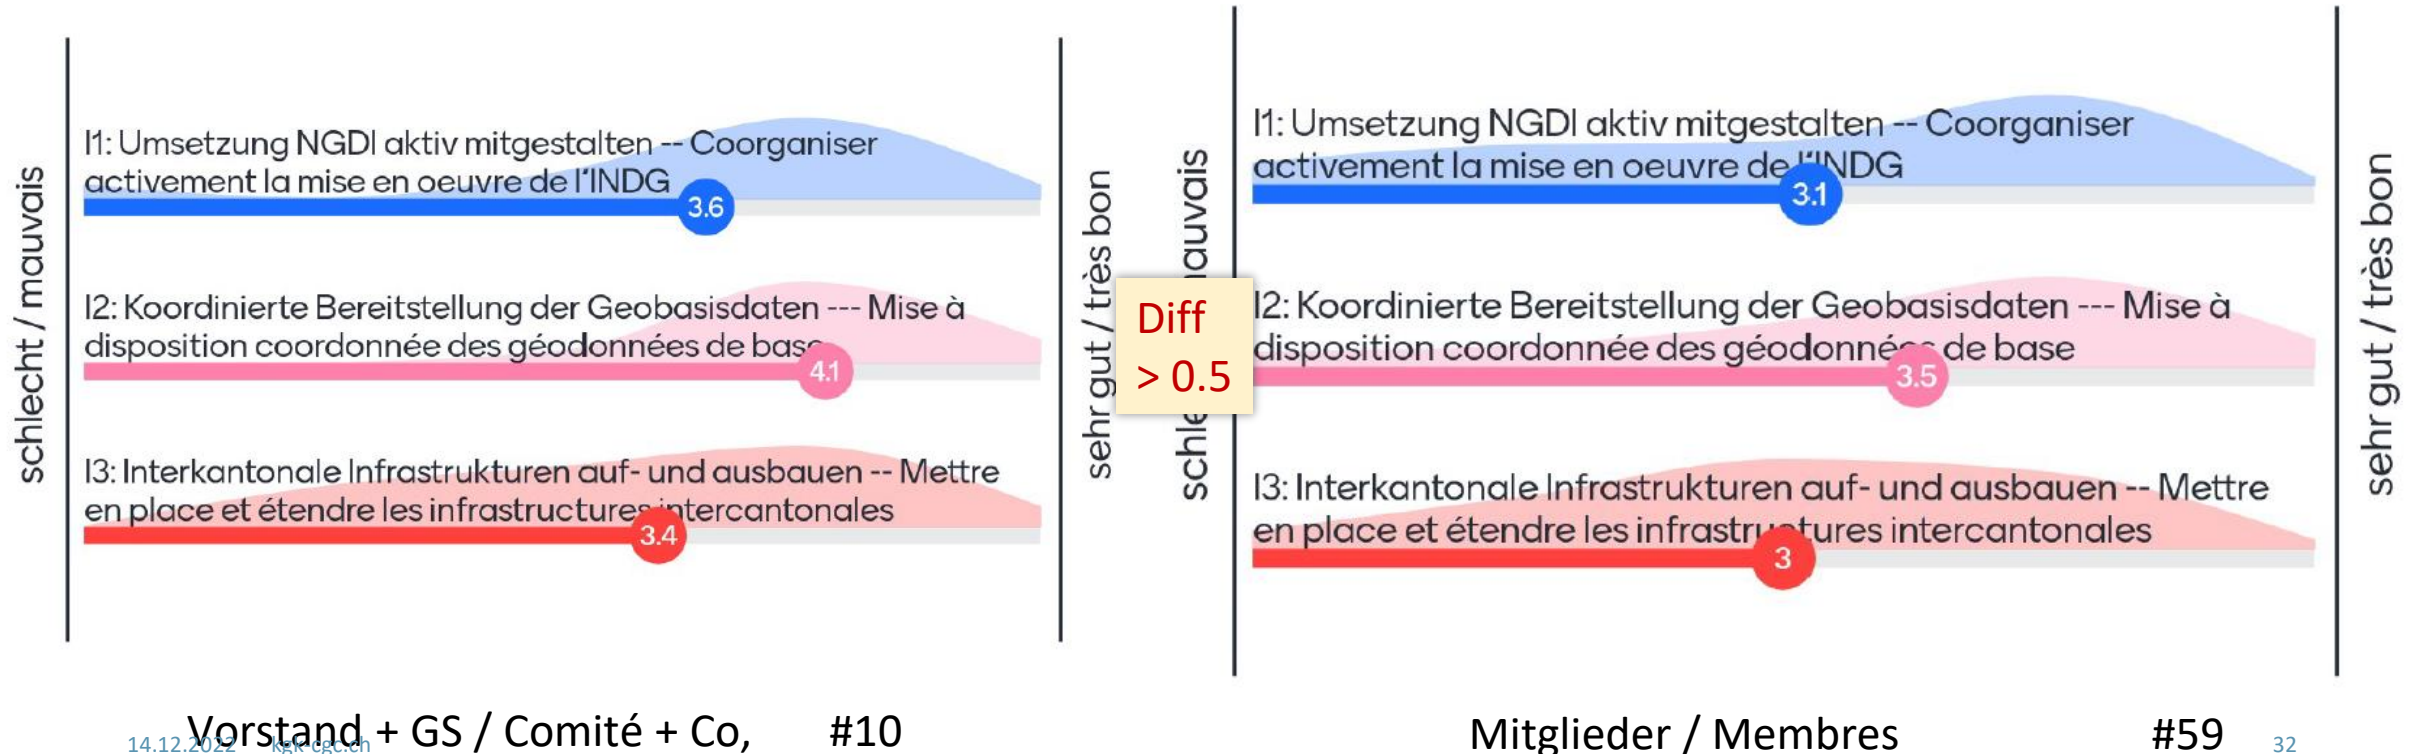 schlecht / mauvais
I1: Umsetzung NGDI aktiv mitgestalten -- Coorganiser
activement la mise en oeuvre de l'INDG
3.6
I2: Koordinierte Bereitstellung der Geobasisdaten --- Mise à
disposition coordonnée des géodonnées de base
4.1
I3: Interkantonale Infrastrukturen auf- und ausbauen -- Mettre
en place et étendre les infrastructures intercantonales
3.4
sehr gut / très bon
Vorstand + GS / Comité + Co, #10
Diff
> 0.5
I1: Umsetzung NGDI aktiv mitgestalten -- Coorganiser
activement la mise en oeuvre de l'INDG
3.1
I2: Koordinierte Bereitstellung der Geobasisdaten --- Mise à
disposition coordonnée des géodonnées de base
3.5
I3: Interkantonale Infrastrukturen auf- und ausbauen -- Mettre
en place et étendre les infrastructures intercantonales
3
sehr gut / très bon
Mitglieder / Membres #59
14.12.2022 kgk-cgc.ch
32